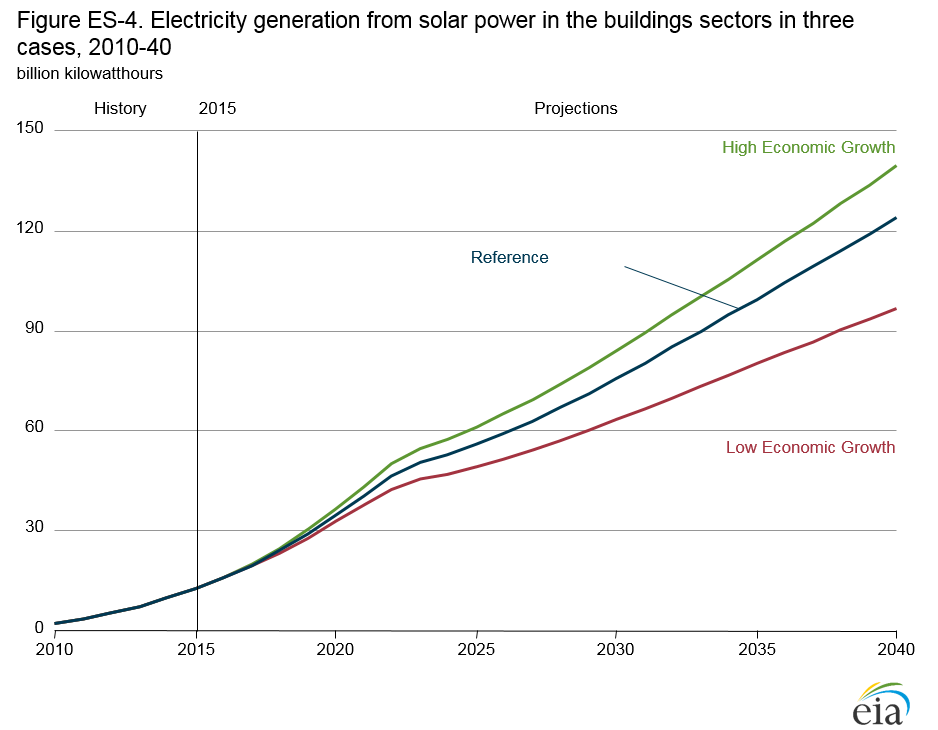 Figure ES-4. Electricity generation from solar power in the buildings sectors in three
cases, 2010-40
billion kilowatthours
History 2015 Projections
150
High Economic Growth
120
Reference
90
60
Low Economic Growth
30
0
2010 2015 2020 2025 2030 2035 2040
eia